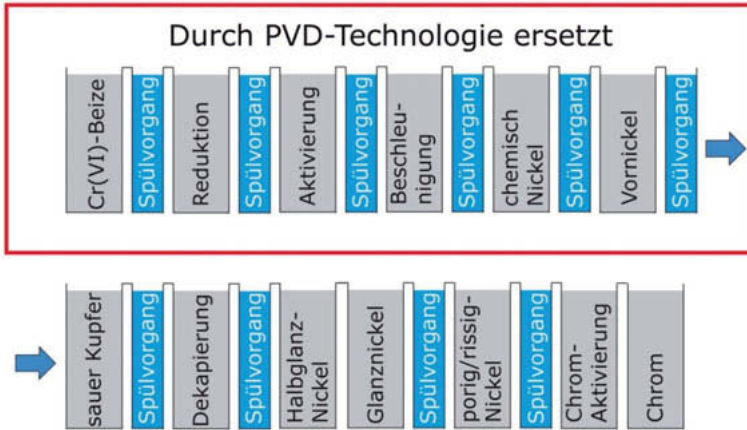 Durch PVD-Technologie ersetzt
Cr(VI)-Beize
Spülvorgang
Reduktion
Spülvorgang
Aktivierung
Spülvorgang
Beschleu-
nigung
Spülvorgang
chemisch
Nickel
Spülvorgang
Vornickel
Spülvorgang
sauer Kupfer
Spülvorgang
Dekapierung
Spülvorgang
Halbglanz-
Nickel
Glanznickel
Spülvorgang
porig/rissig-
Nickel
Spülvorgang
Chrom-
Aktivierung
Chrom